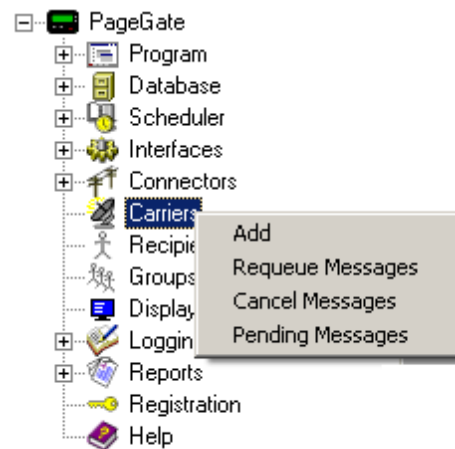 PageGate
Program
Database
Scheduler
Interfaces
Connectors
Carriers
Add
Recipie
Requeue Messages
Groups
Cancel Messages
Display
Pending Messages
Loggin
Reports
Registration
Help